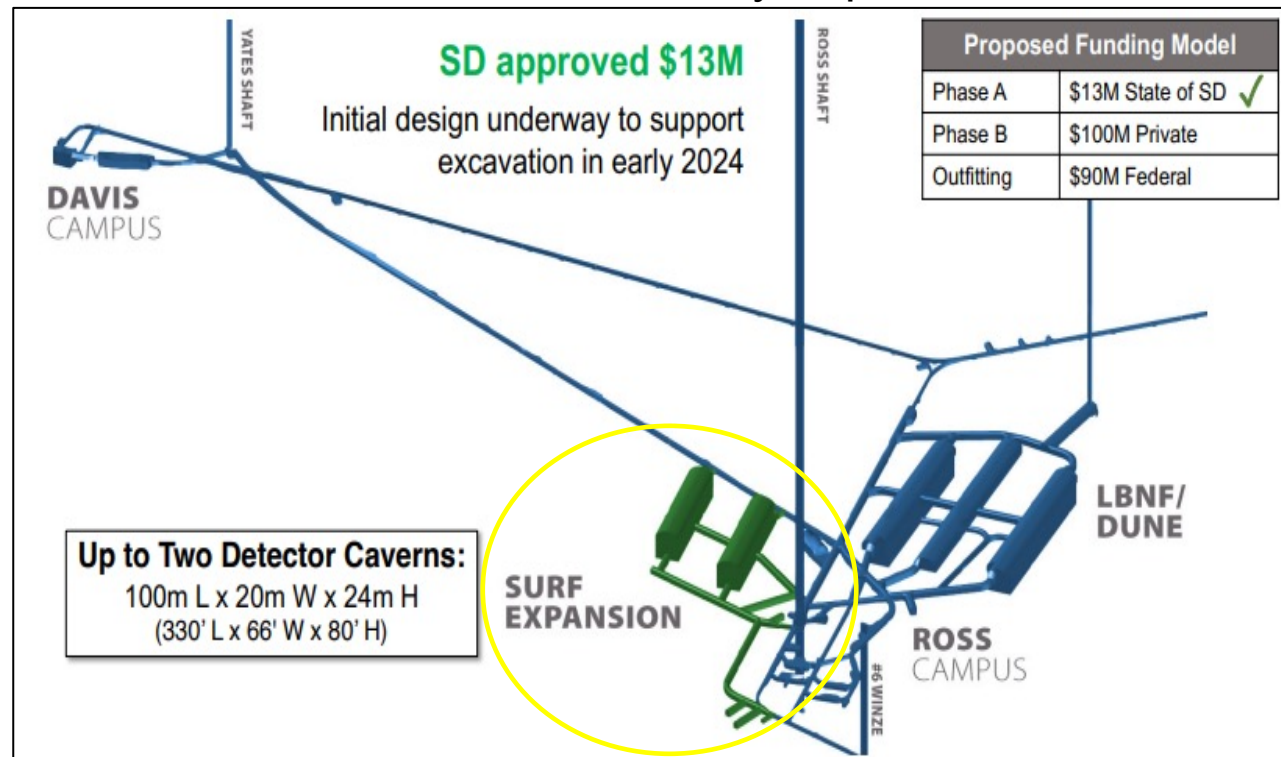 YATES SHAFT
SD approved $13M
Initial design underway to support
excavation in early 2024
ROSS SHAFT
Proposed Funding Model
Phase A $13M State of SD ✓
Phase B $100M Private
Outfitting $90M Federal
DAVIS
CAMPUS
LBNF/
DUNE
Up to Two Detector Caverns:
100m L x 20m W x 24m H
(330' L x 66' W x 80' H)
SURF
EXPANSION
ROSS
CAMPUS
#6 WINZE